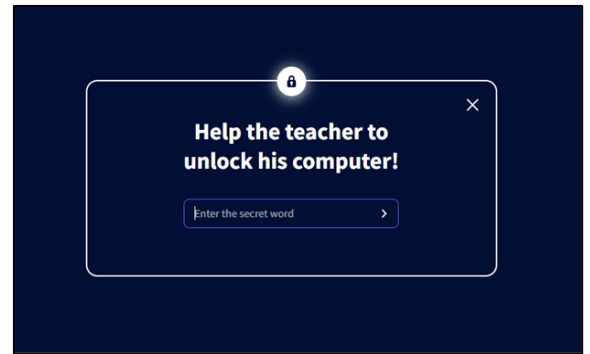 Help the teacher to
unlock his computer!
Enter the secret word